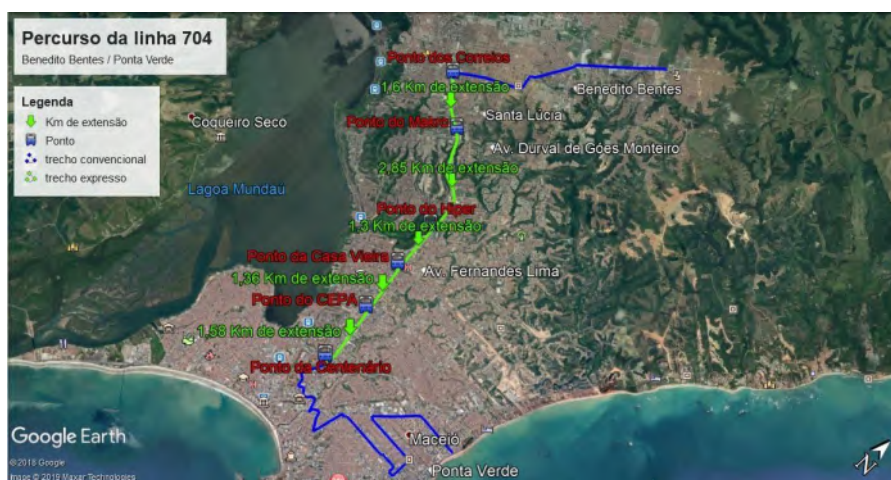 Percurso da linha 704
Benedito Bentes / Ponta Verde
Legenda
Km de extensão
Ponto
trecho convencional
trecho expresso
Ponto dos Correios
1,6 Km de extensão
Benedito Bentes
Santa Lúcia
Coqueiro Seco
Ponto do Makro
Av. Durval de Góes Monteiro
2,85 Km de extensão
Lagoa Mundaú
Ponto do Hiper
1,3 Km de extensão
Ponto da Casa Vieira
Av. Fernandes Lima
1,36 Km de extensão
Ponto do CEPA
1,58 Km de extensão
Ponto da Centenário
Maceió
Ponta Verde
Google Earth
© 2018 Google
Image © 2019 Maxar Technologies
N